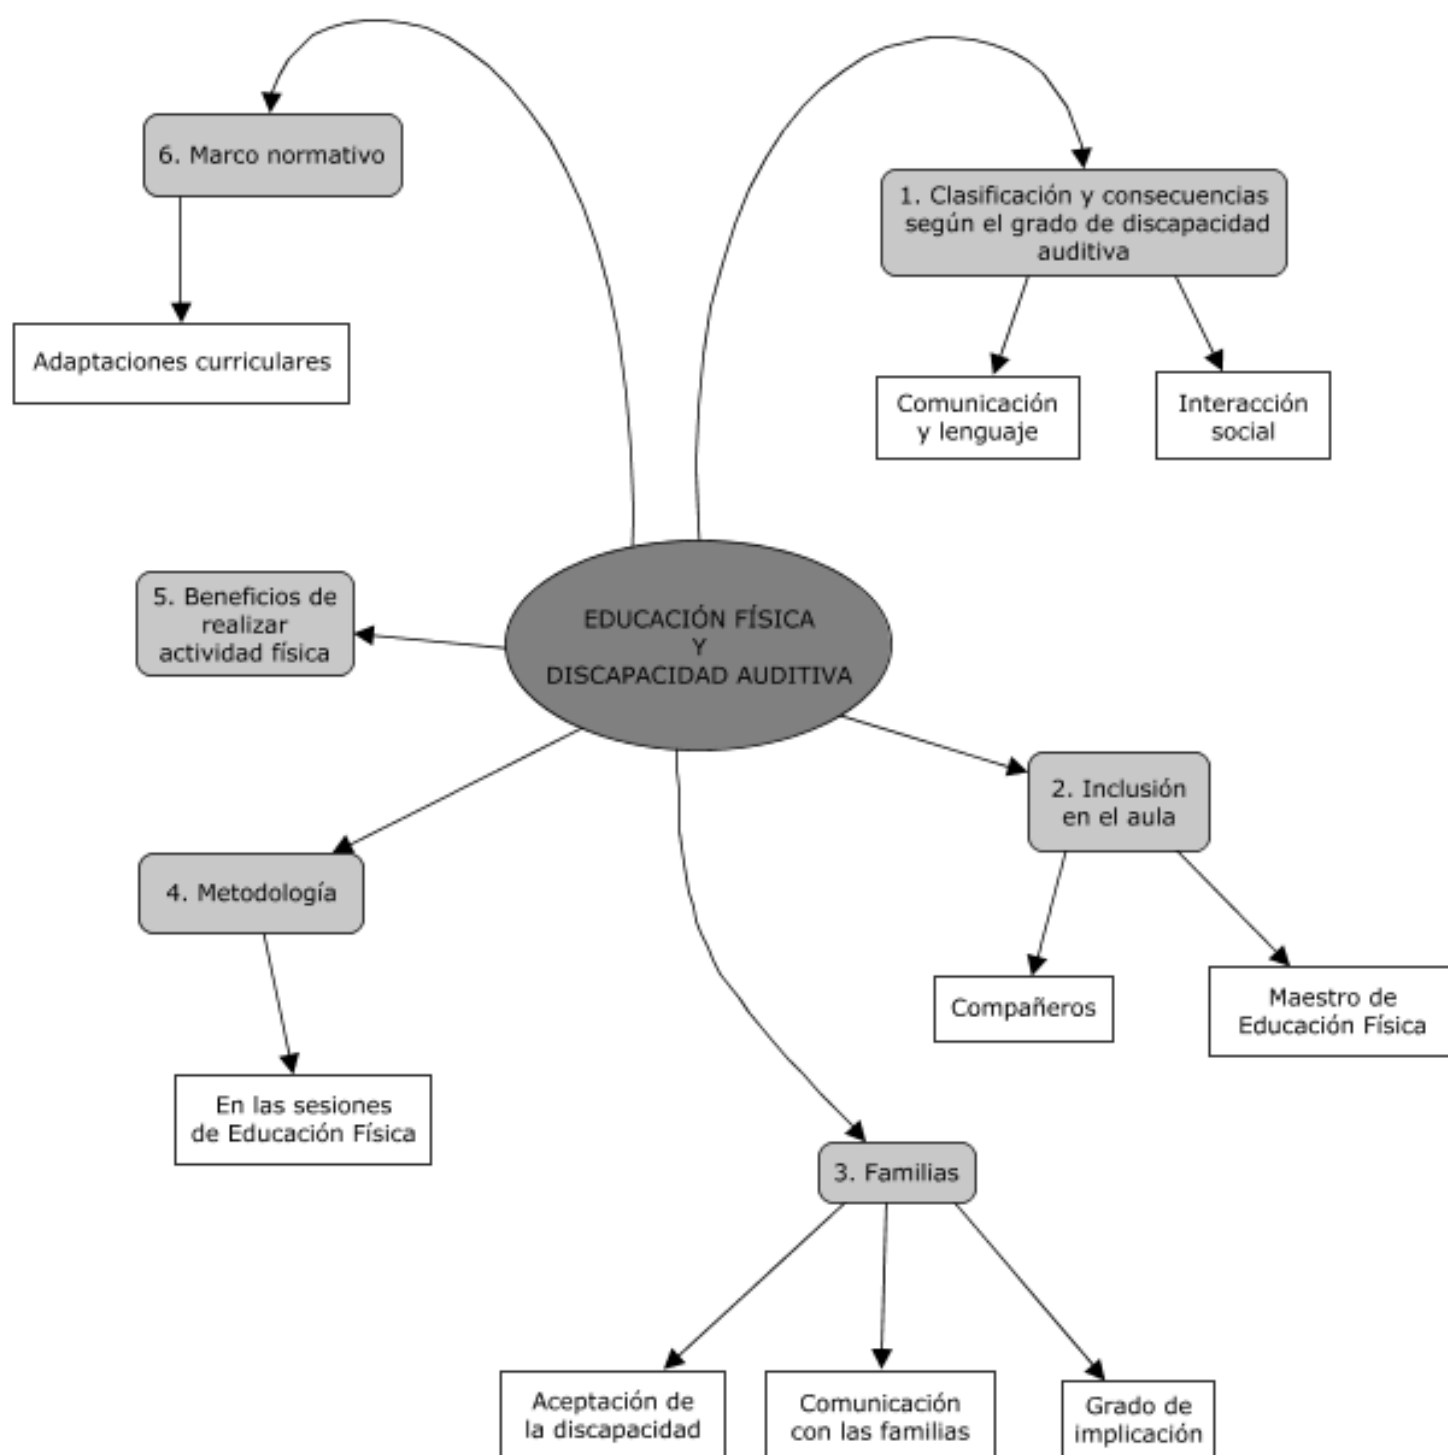 6. Marco normativo
Adaptaciones curriculares
1. Clasificación y consecuencias
según el grado de discapacidad
auditiva
Comunicación
y lenguaje
Interacción
social
EDUCACIÓN FÍSICA
Y
DISCAPACIDAD AUDITIVA
5. Beneficios de
realizar
actividad física
2. Inclusión
en el aula
Compañeros
Maestro de
Educación Física
4. Metodología
En las sesiones
de Educación Física
3. Familias
Aceptación de
la discapacidad
Comunicación
con las familias
Grado de
implicación